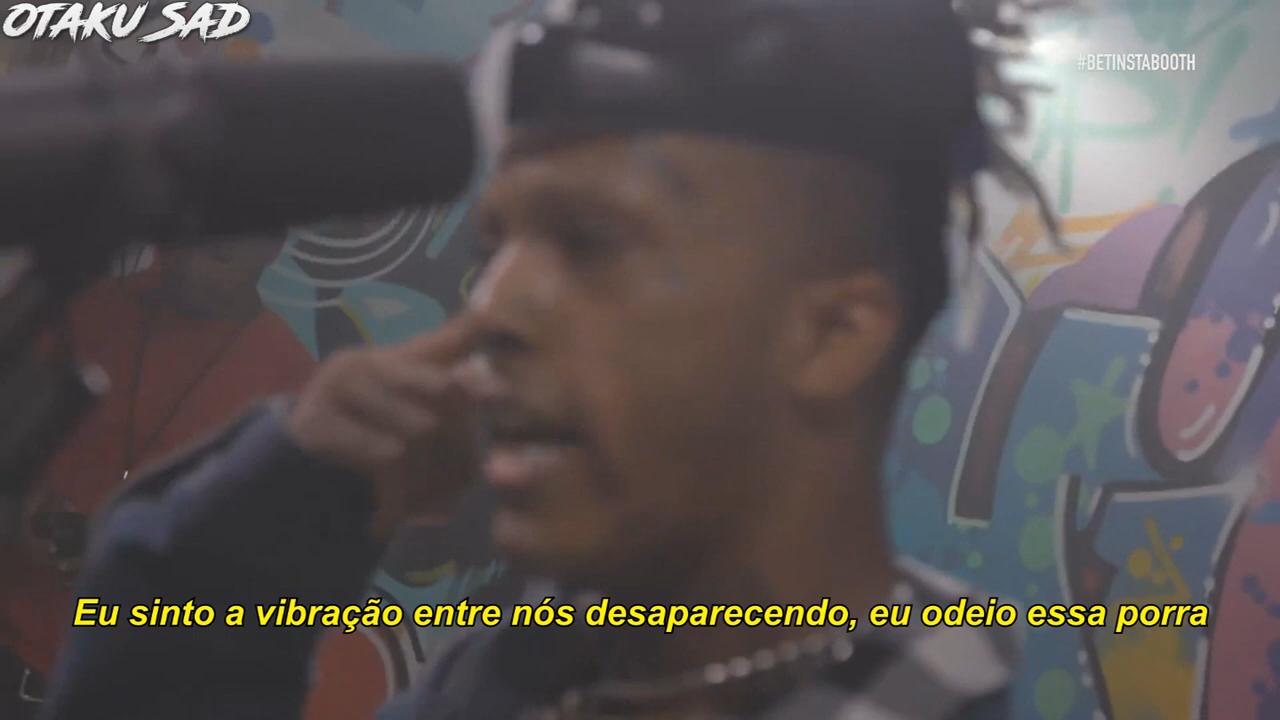 OTAKU SAD
#BETINSTABOOTH
Eu sinto a vibração entre nós desaparecendo, eu odeio essa porra